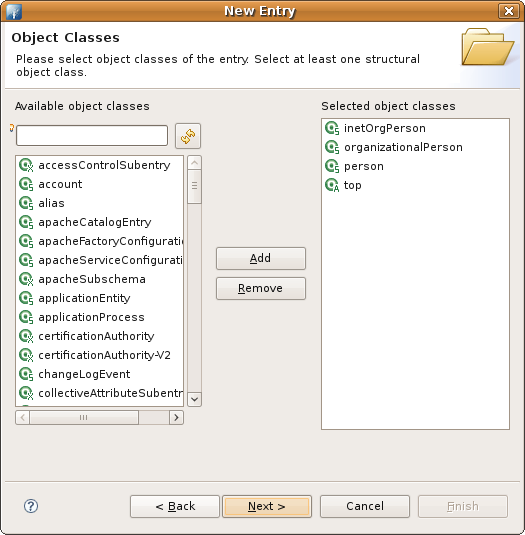 New Entry
Object Classes
Please select object classes of the entry. Select at least one structural
object class.
Available object classes
accessControlSubentry
account
alias
apacheCatalogEntry
apacheFactoryConfiguratio
apacheServiceConfigurati
apacheSubschema
applicationEntity
applicationProcess
certificationAuthority
certificationAuthority-V2
changeLogEvent
collectiveAttributeSubentr
Add
Remove
Selected object classes
inetOrgPerson
organizationalPerson
person
top
< Back
Next >
Cancel
Finish